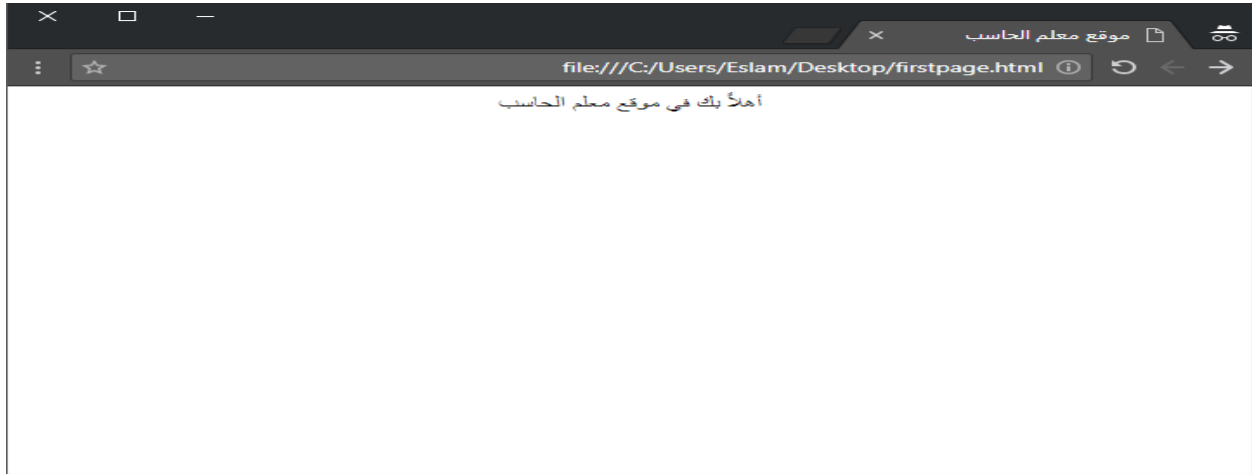 موقع معلم الحاسب
file:///C:/Users/Eslam/Desktop/firstpage.html
أهلاً بك في موقع معلم الحاسب